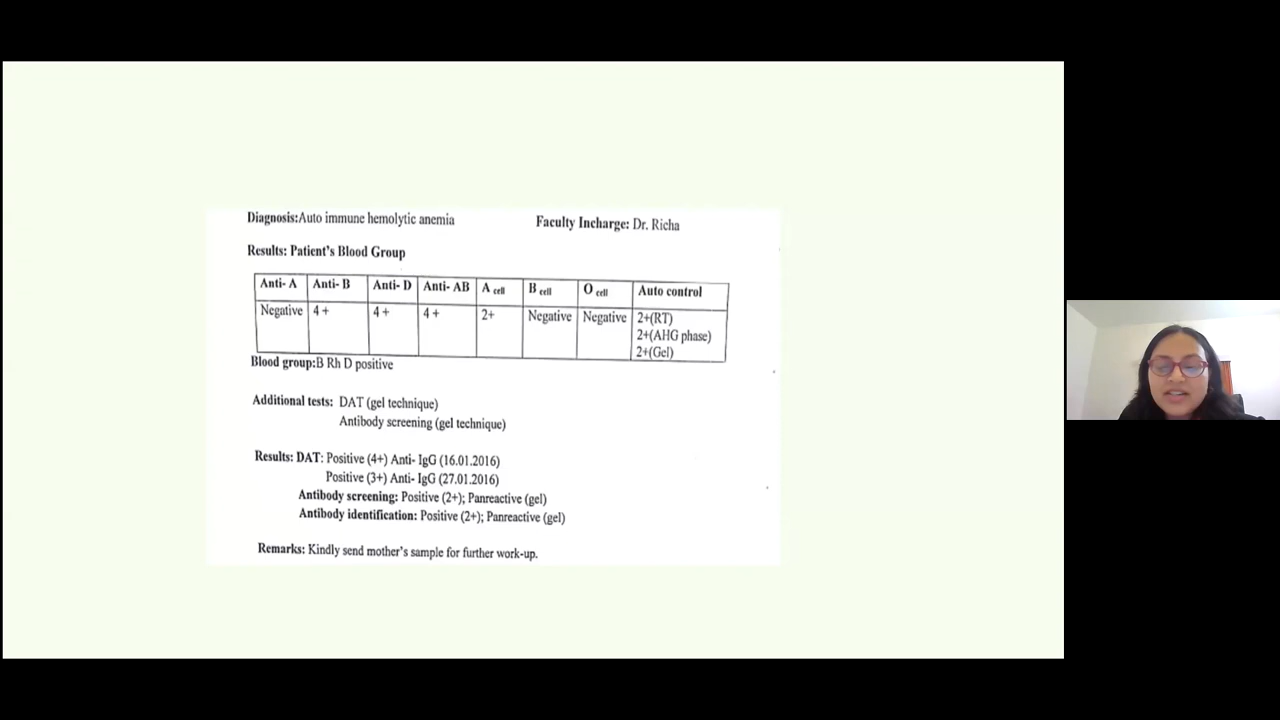 Diagnosis:Auto immune hemolytic anemia Faculty Incharge: Dr. Richa
Results: Patient's Blood Group
Anti- A Anti- B Anti- D Anti- AB A cell B cell O cell Auto control
Negative 4+ 4+ 4+ 2+ Negative Negative 2+(RT)
2+(AHG phase)
2+(Gel)
Blood group:B Rh D positive
Additional tests: DAT (gel technique)
Antibody screening (gel technique)
Results: DAT: Positive (4+) Anti- IgG (16.01.2016)
Positive (3+) Anti- IgG (27.01.2016)
Antibody screening: Positive (2+); Panreactive (gel)
Antibody identification: Positive (2+); Panreactive (gel)
Remarks: Kindly send mother's sample for further work-up.